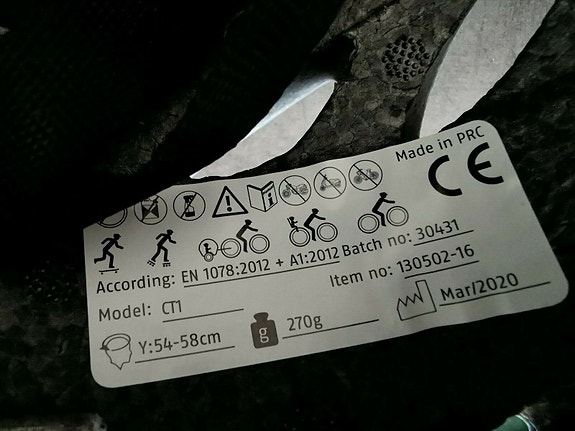 Made in PRC
CE
According: EN 1078:2012 + A1:2012 Batch no: 30431
Model: CT1 Item no: 130502-16
Y:54-58cm g 270g Mar/2020